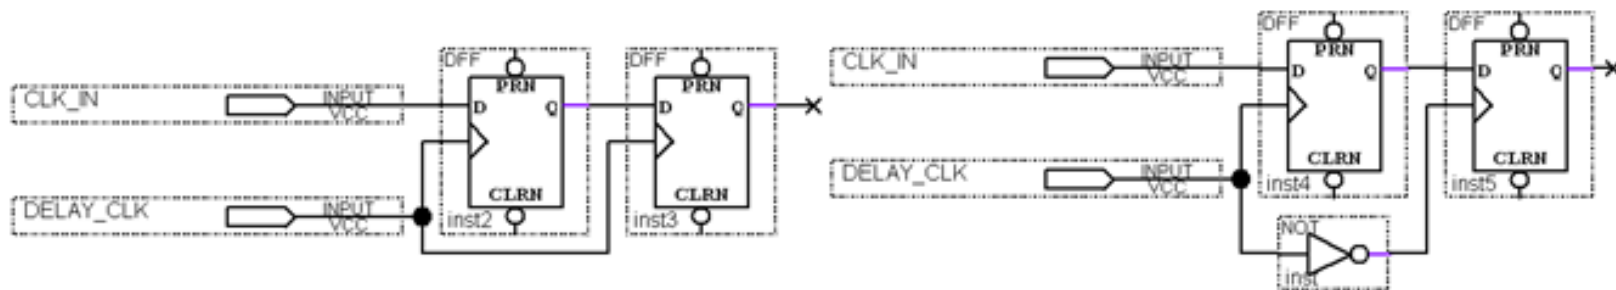 DFF
PRN
CLK_IN
INPUT
VCC
D
Q
CLRN
DELAY_CLK
INPUT
VCC
inst2
DFF
PRN
D
Q
CLRN
inst3
CLK_IN
INPUT
VCC
DFF
PRN
D
Q
CLRN
DELAY_CLK
INPUT
VCC
inst4
DFF
PRN
D
Q
CLRN
inst5
NOT
inst